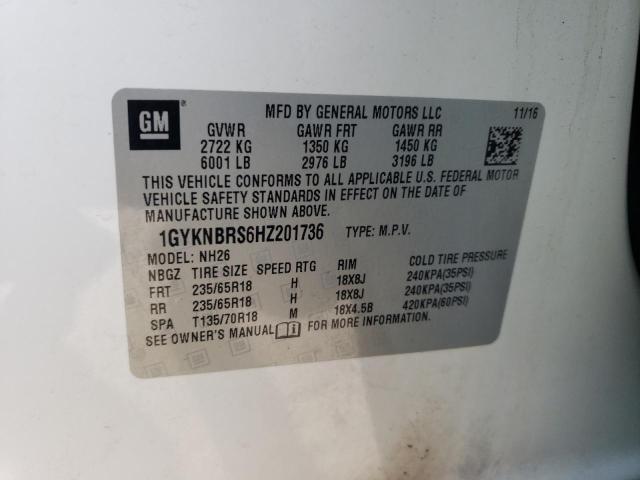 GM
MFD BY GENERAL MOTORS LLC 11/16
GVWR GAWR FRT GAWR RR
2722 KG 1350 KG 1450 KG
6001 LB 2976 LB 3196 LB
THIS VEHICLE CONFORMS TO ALL APPLICABLE U.S. FEDERAL MOTOR
VEHICLE SAFETY STANDARDS IN EFFECT ON THE DATE OF
MANUFACTURE SHOWN ABOVE.
1GYKNBRS6HZ201736 TYPE: M.P.V.
MODEL: NH26
NBGZ TIRE SIZE SPEED RTG RIM COLD TIRE PRESSURE
FRT 235/65R18 H 18X8J 240KPA(35PSI)
RR 235/65R18 H 18X8J 240KPA(35PSI)
SPA T135/70R18 M 18X4.5B 420KPA(60PSI)
SEE OWNER'S MANUAL FOR MORE INFORMATION.